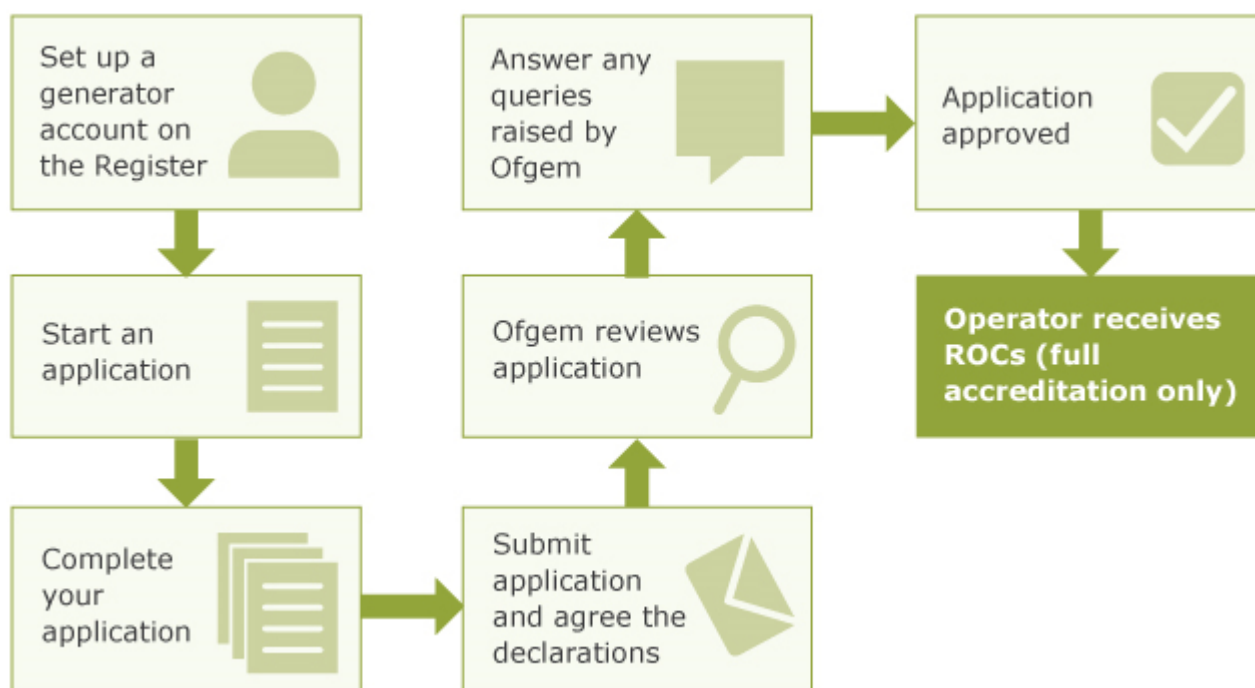 Set up a
generator
account on
the Register
Start an
application
Complete
your
application
Submit
application
and agree the
declarations
Ofgem reviews
application
Answer any
queries
raised by
Ofgem
Application
approved
Operator receives
ROCs (full
accreditation only)